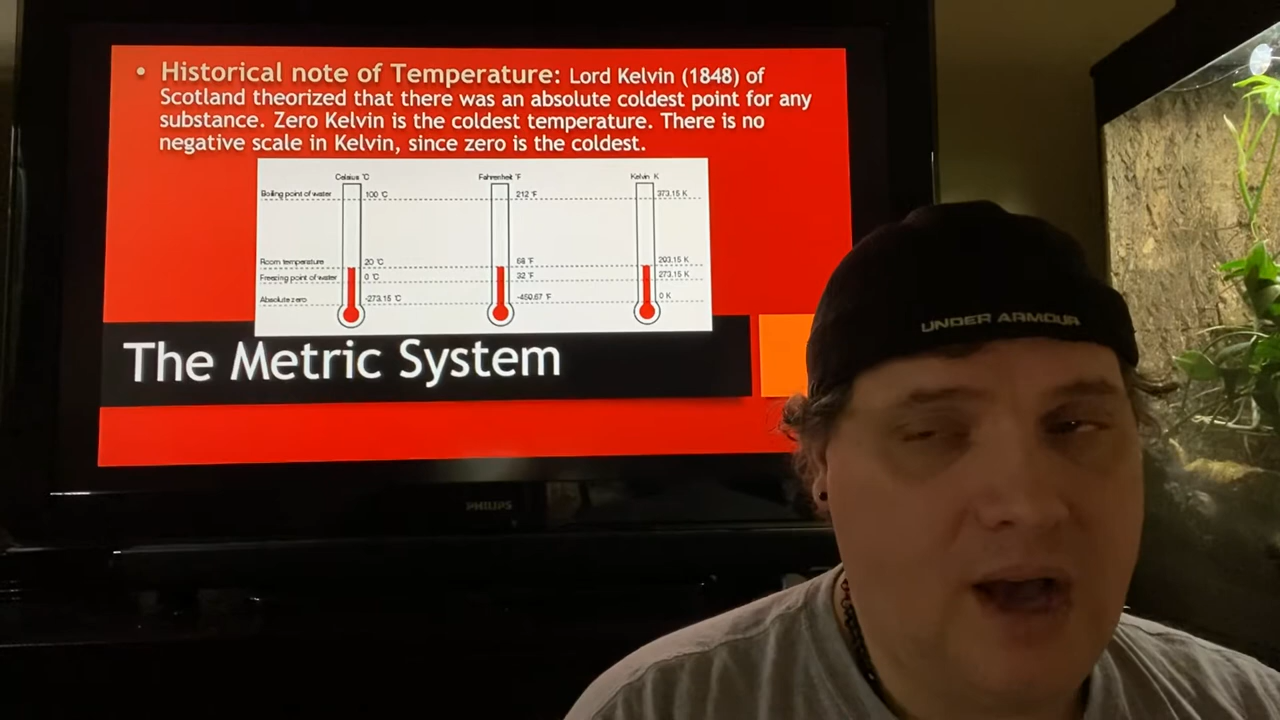 • Historical note of Temperature: Lord Kelvin (1848) of
Scotland theorized that there was an absolute coldest point for any
substance. Zero Kelvin is the coldest temperature. There is no
negative scale in Kelvin, since zero is the coldest.
Celsius °C Fahrenheit °F Kelvin K
Boiling point of water 100 °C 212 °F 373.15 K
Room temperature 20 °C 68 °F 293.15 K
Freezing point of water 0 °C 32 °F 273.15 K
Absolute zero -273.15 °C -459.67 °F 0 K
The Metric System
PHILIPS
UNDER ARMOUR